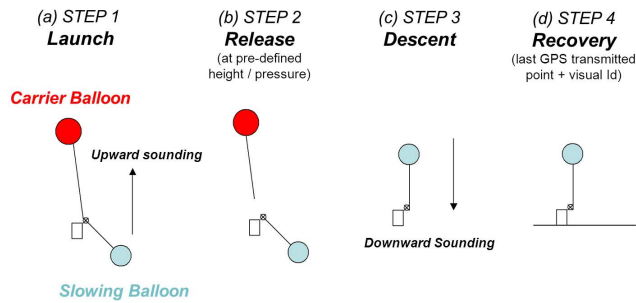 (a) STEP 1
Launch
(b) STEP 2
Release
(at pre-defined
height / pressure)
(c) STEP 3
Descent
(d) STEP 4
Recovery
(last GPS transmitted
point + visual Id)
Carrier Balloon
Upward sounding
Downward Sounding
Slowing Balloon